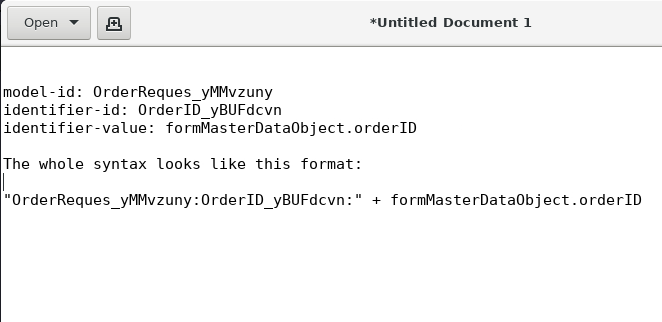 Open
*Untitled Document 1
model-id: OrderReques_yMMvzuny
identifier-id: OrderID_yBUFdcvn
identifier-value: formMasterDataObject.orderID
The whole syntax looks like this format:
"OrderReques_yMMvzuny:OrderID_yBUFdcvn:" + formMasterDataObject.orderID